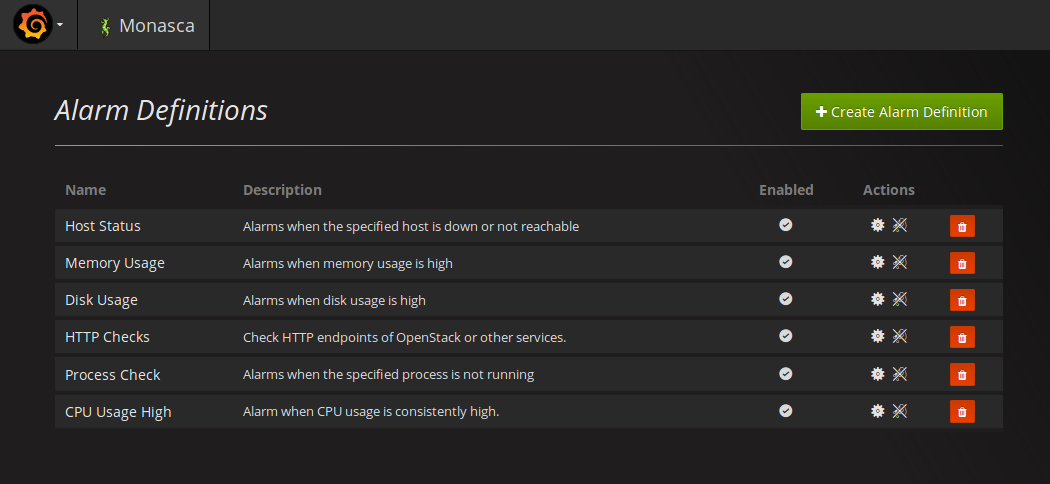 Monasca
Alarm Definitions
Create Alarm Definition
Name Description Enabled Actions
Host Status Alarms when the specified host is down or not reachable
Memory Usage Alarms when memory usage is high
Disk Usage Alarms when disk usage is high
HTTP Checks Check HTTP endpoints of OpenStack or other services.
Process Check Alarms when the specified process is not running
CPU Usage High Alarm when CPU usage is consistently high.